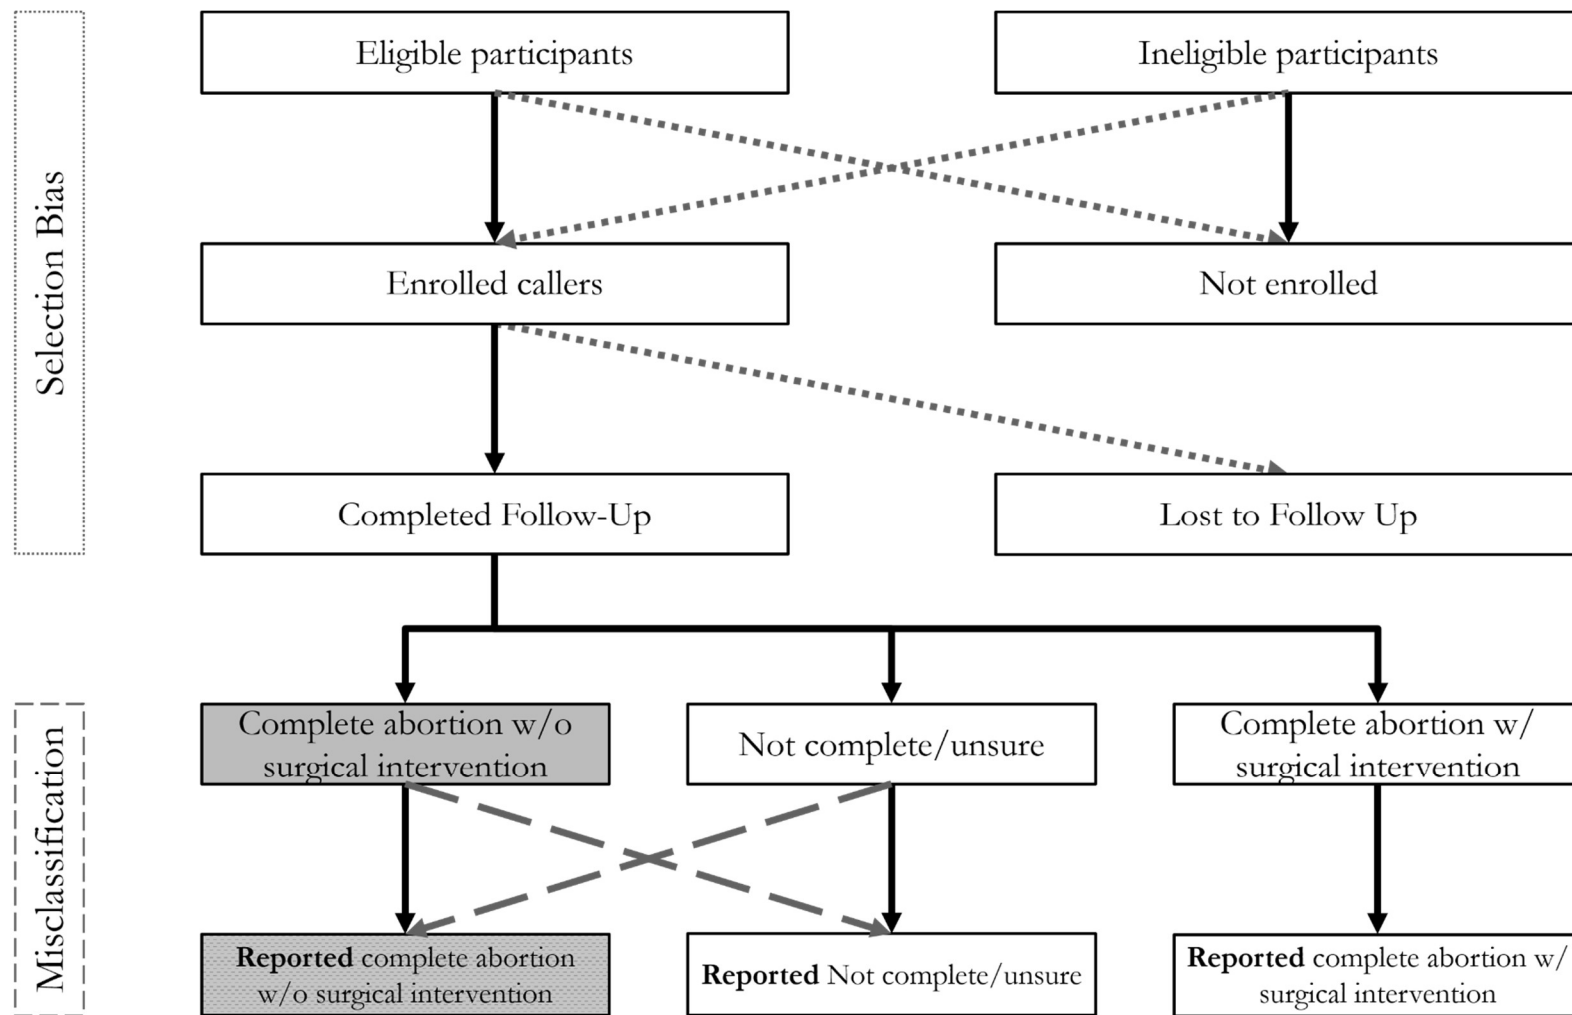 Selection Bias
Eligible participants
Ineligible participants
Enrolled callers
Not enrolled
Completed Follow-Up
Lost to Follow Up
Misclassification
Complete abortion w/o
surgical intervention
Not complete/unsure
Complete abortion w/
surgical intervention
Reported complete abortion
w/o surgical intervention
Reported Not complete/unsure
Reported complete abortion w/
surgical intervention